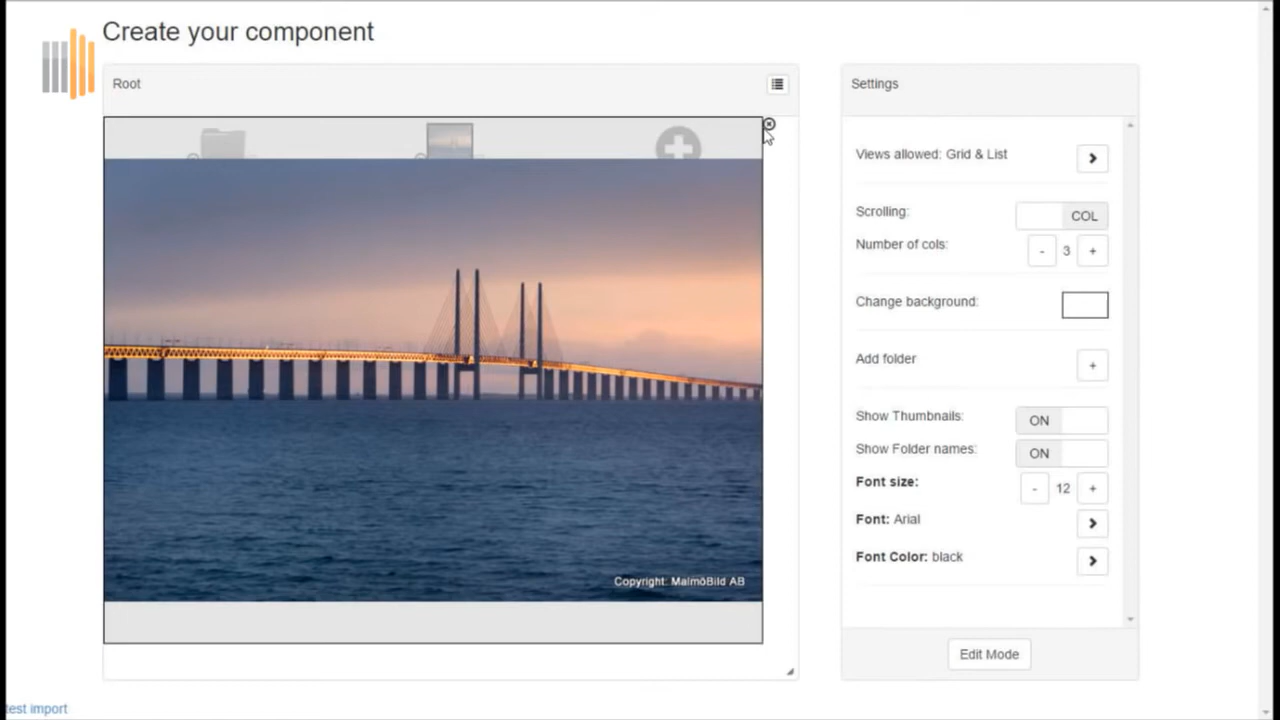 Create your component
Root
Settings
Views allowed: Grid & List
Scrolling:
COL
Number of cols:
- 3 +
Change background:
Add folder
+
Show Thumbnails:
ON
Show Folder names:
ON
Font size:
- 12 +
Font: Arial
Font Color: black
Copyright: MalmöBild AB
Edit Mode
test import